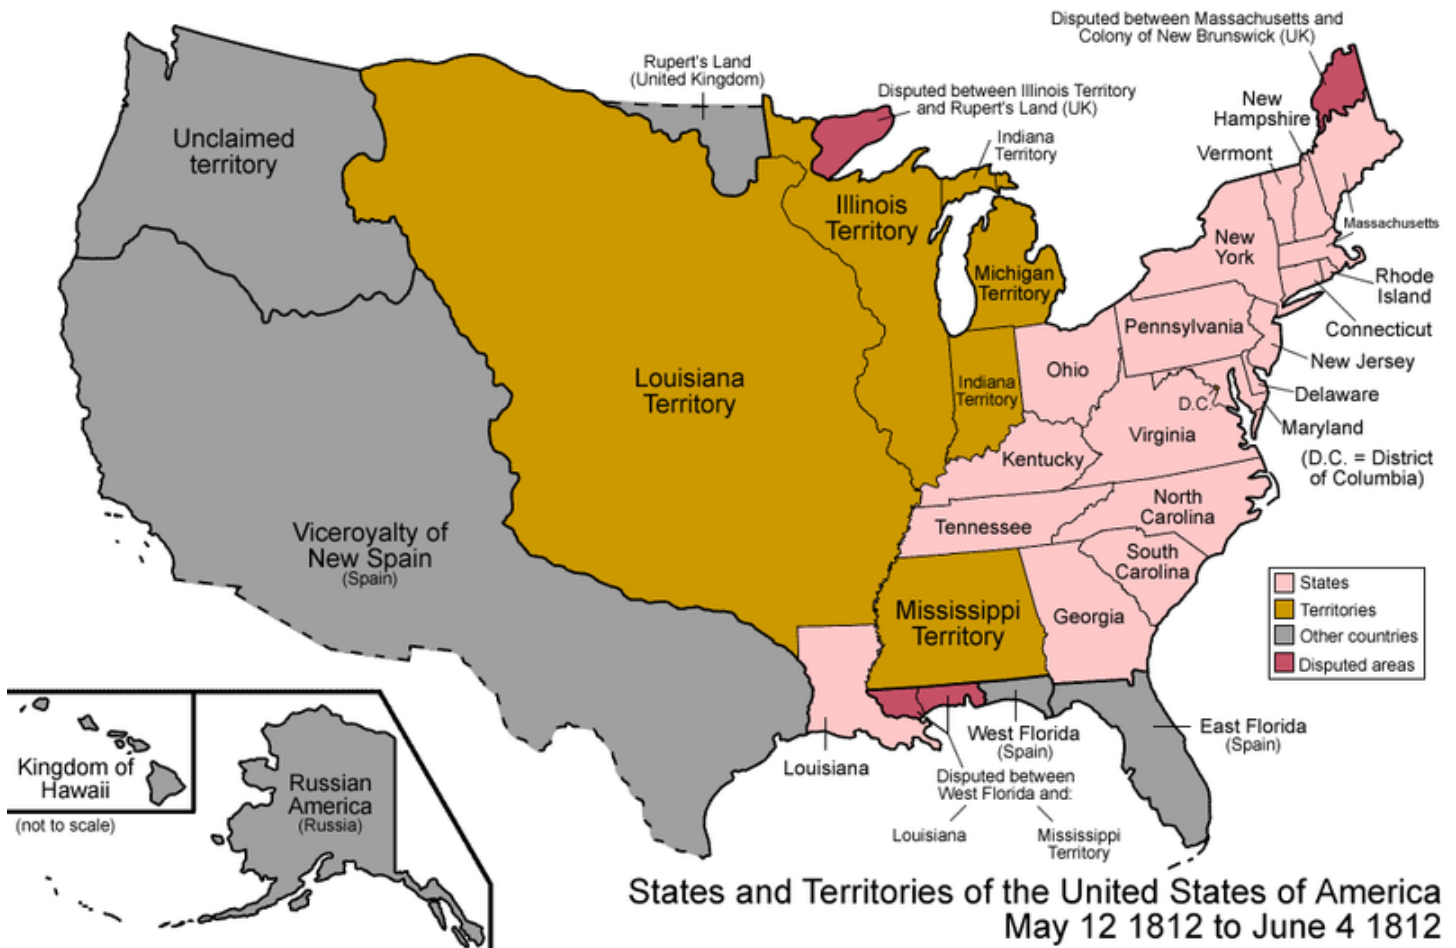 Disputed between Massachusetts and
Colony of New Brunswick (UK)
Rupert's Land
(United Kingdom)
Disputed between Illinois Territory
and Rupert's Land (UK)
New
Hampshire
Indiana
Territory
Vermont
Unclaimed
territory
Illinois
Territory
Massachusetts
New
York
Michigan
Territory
Rhode
Island
Connecticut
Pennsylvania
New Jersey
Ohio
Louisiana
Territory
Indiana
Territory
Delaware
D.C.
Maryland
Virginia
(D.C. = District
of Columbia)
Kentucky
North
Carolina
Tennessee
Viceroyalty of
New Spain
(Spain)
South
Carolina
States
Territories
Other countries
Disputed areas
Mississippi
Territory
Georgia
West Florida
(Spain)
East Florida
(Spain)
Louisiana
Disputed between
West Florida and:
Louisiana
Mississippi
Territory
Kingdom of
Hawaii
(not to scale)
Russian
America
(Russia)
States and Territories of the United States of America
May 12 1812 to June 4 1812